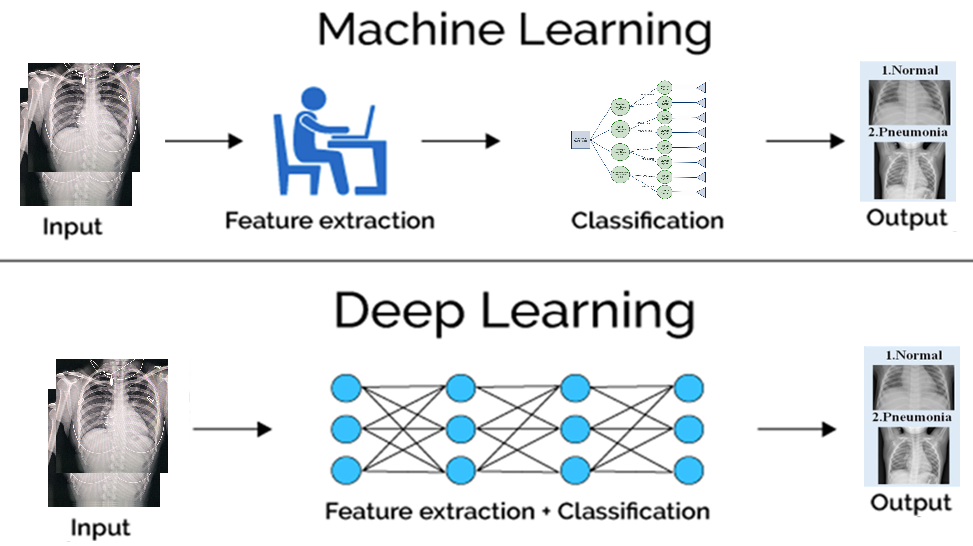 Machine Learning
1.Normal
2.Pneumonia
Input
Feature extraction
Classification
Output
Deep Learning
1.Normal
2.Pneumonia
Input
Feature extraction + Classification
Output